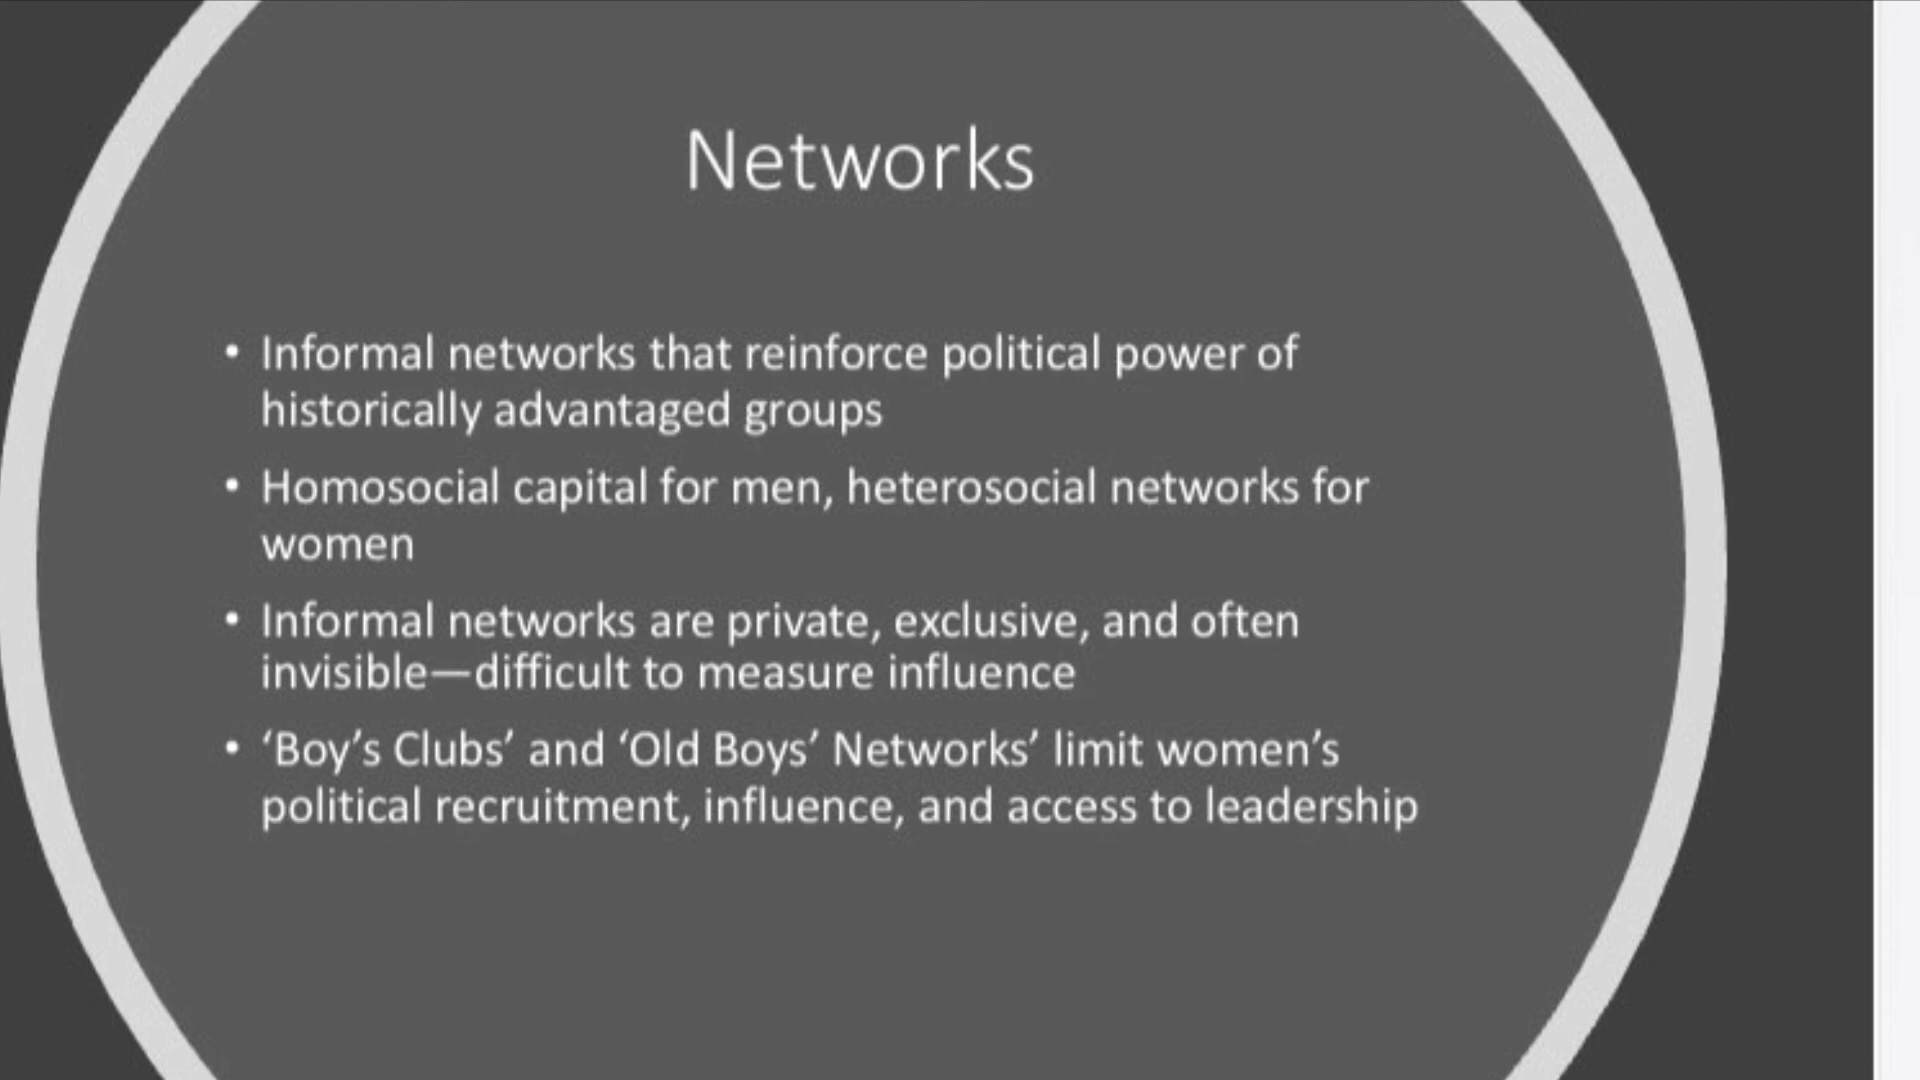 Networks
• Informal networks that reinforce political power of
historically advantaged groups
• Homosocial capital for men, heterosocial networks for
women
• Informal networks are private, exclusive, and often
invisible—difficult to measure influence
• ‘Boy’s Clubs’ and ‘Old Boys’ Networks’ limit women’s
political recruitment, influence, and access to leadership